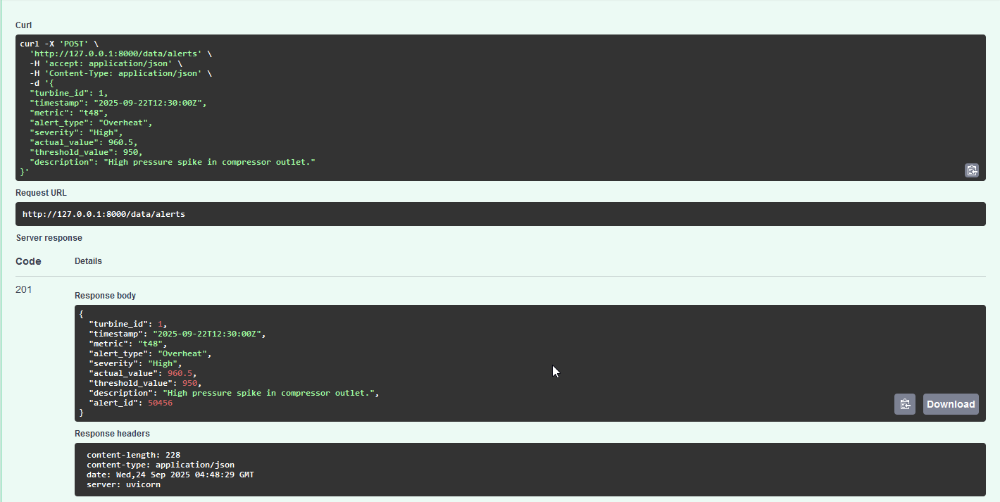 Curl
curl -X 'POST' \
  'http://127.0.0.1:8000/data/alerts' \
  -H 'accept: application/json' \
  -H 'Content-Type: application/json' \
  -d '{
  "turbine_id": 1,
  "timestamp": "2025-09-22T12:30:00Z",
  "metric": "t48",
  "alert_type": "Overheat",
  "severity": "High",
  "actual_value": 960.5,
  "threshold_value": 950,
  "description": "High pressure spike in compressor outlet."
}'
Request URL
http://127.0.0.1:8000/data/alerts
Server response
Code Details
201
Response body
{
  "turbine_id": 1,
  "timestamp": "2025-09-22T12:30:00Z",
  "metric": "t48",
  "alert_type": "Overheat",
  "severity": "High",
  "actual_value": 960.5,
  "threshold_value": 950,
  "description": "High pressure spike in compressor outlet.",
  "alert_id": 50456
}
Download
Response headers
content-length: 228
content-type: application/json
date: Wed,24 Sep 2025 04:48:29 GMT
server: uvicorn